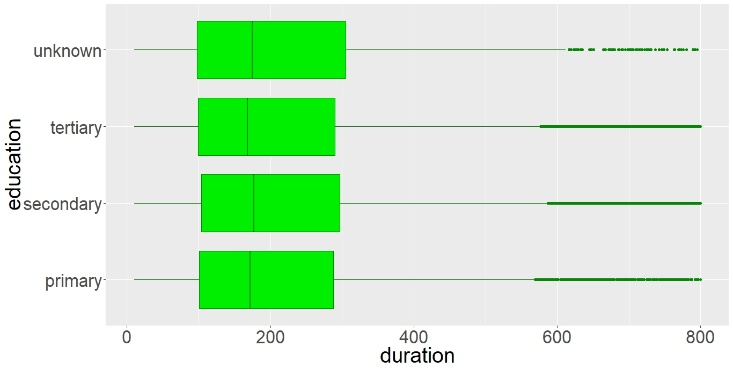 education
unknown
tertiary
secondary
primary
0 200 400 600 800
duration